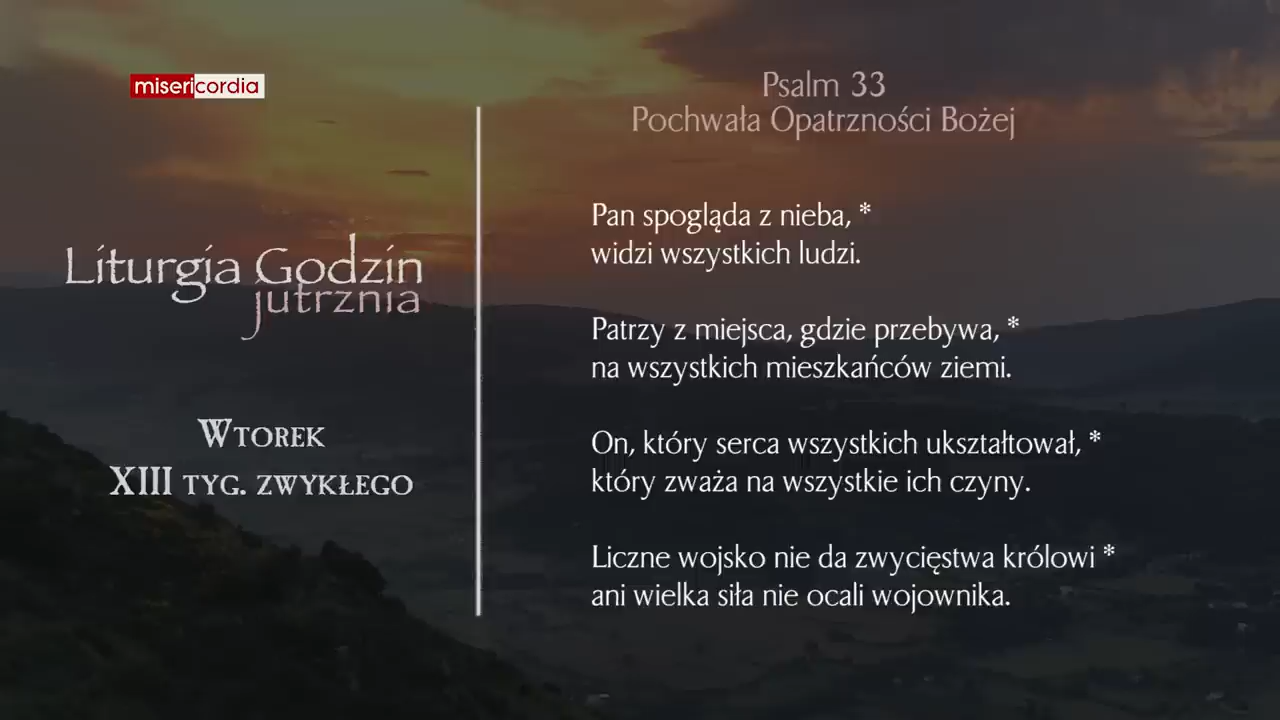 misericordia
Liturgia Godzin
jutrznia
Wtorek
XIII tyg. zwykłego
Psalm 33
Pochwała Opatrzności Bożej
Pan spogląda z nieba, *
widzi wszystkich ludzi.
Patrzy z miejsca, gdzie przebywa, *
na wszystkich mieszkańców ziemi.
On, który serca wszystkich ukształtował, *
który zważa na wszystkie ich czyny.
Liczne wojsko nie da zwycięstwa królowi *
ani wielka siła nie ocali wojownika.